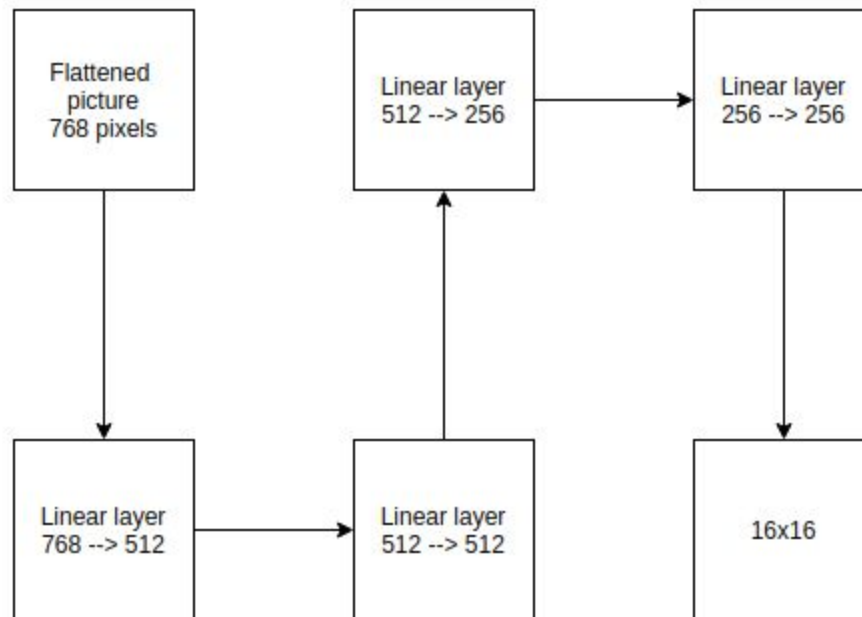 Flattened
picture
768 pixels
Linear layer
768 --> 512
Linear layer
512 --> 512
Linear layer
512 --> 256
Linear layer
256 --> 256
16x16